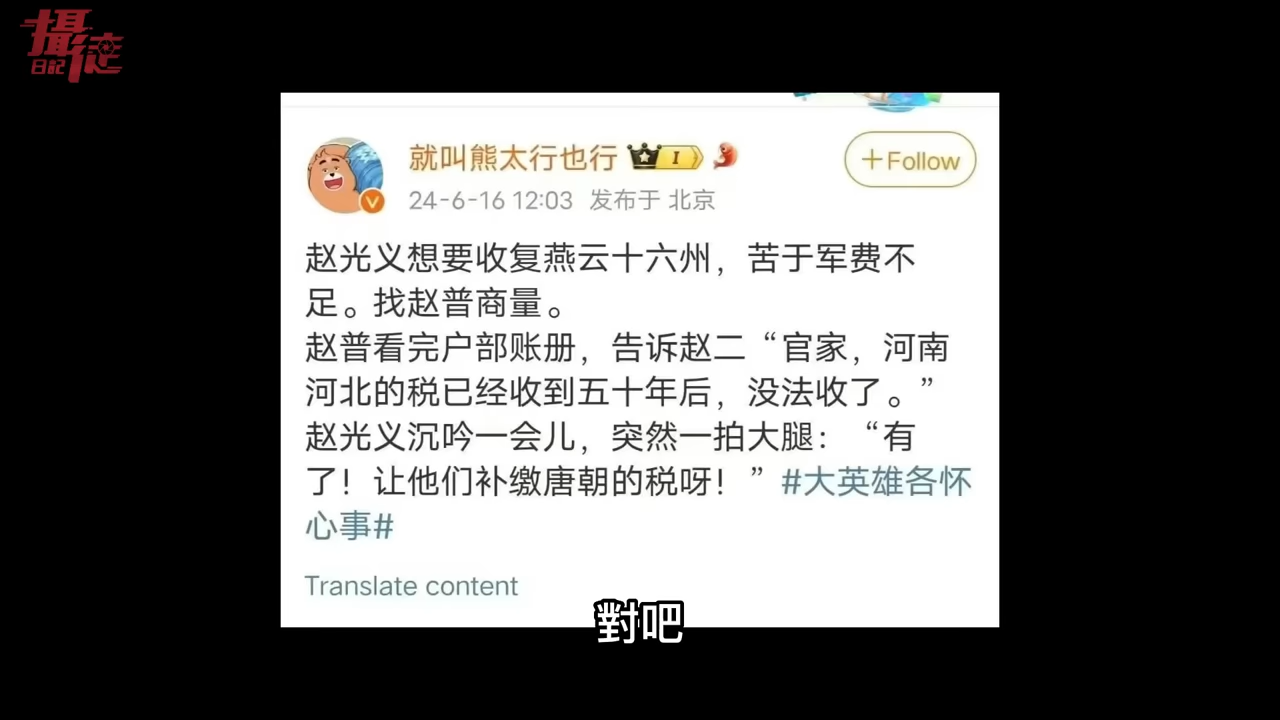 攝徒
日記
就叫熊太行也行
I
+Follow
24-6-16 12:03 发布于 北京
赵光义想要收复燕云十六州，苦于军费不
足。找赵普商量。
赵普看完户部账册，告诉赵二“官家，河南
河北的税已经收到五十年后，没法收了。”
赵光义沉吟一会儿，突然一拍大腿：“有
了！让他们补缴唐朝的税呀！”#大英雄各怀
心事#
Translate content
對吧